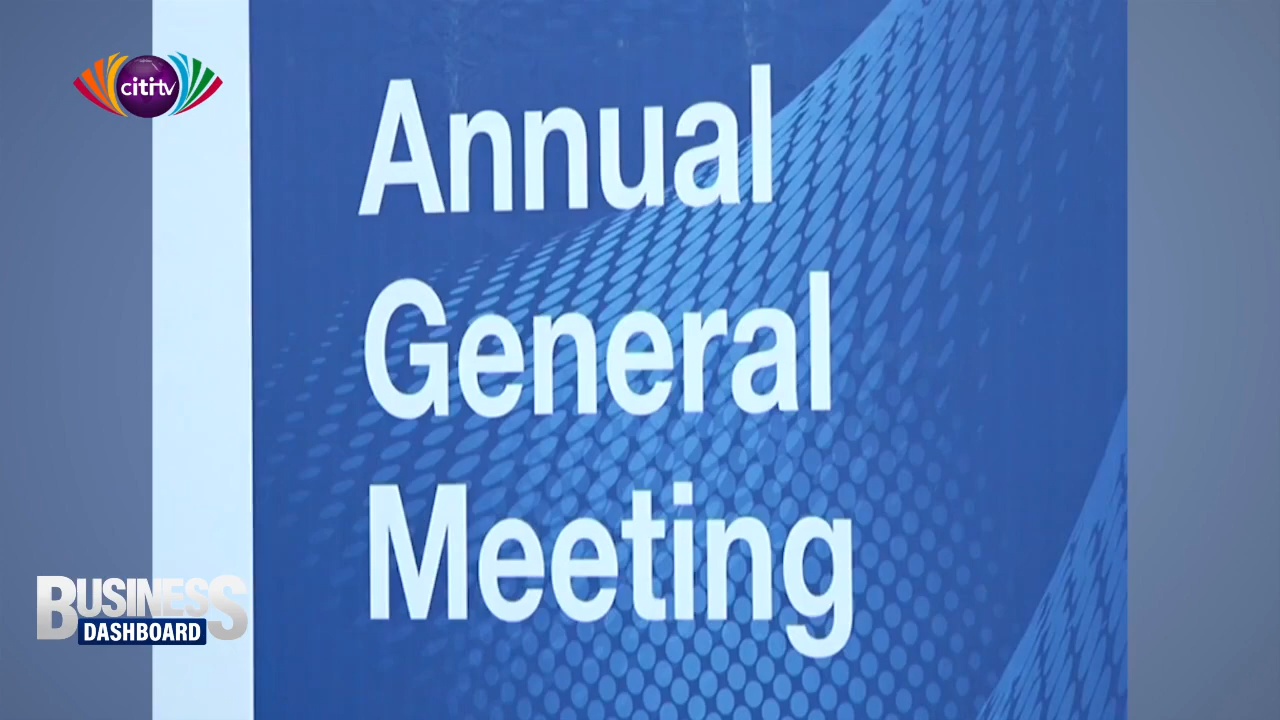 citi tv
Annual
General
Meeting
BUSINESS
DASHBOARD